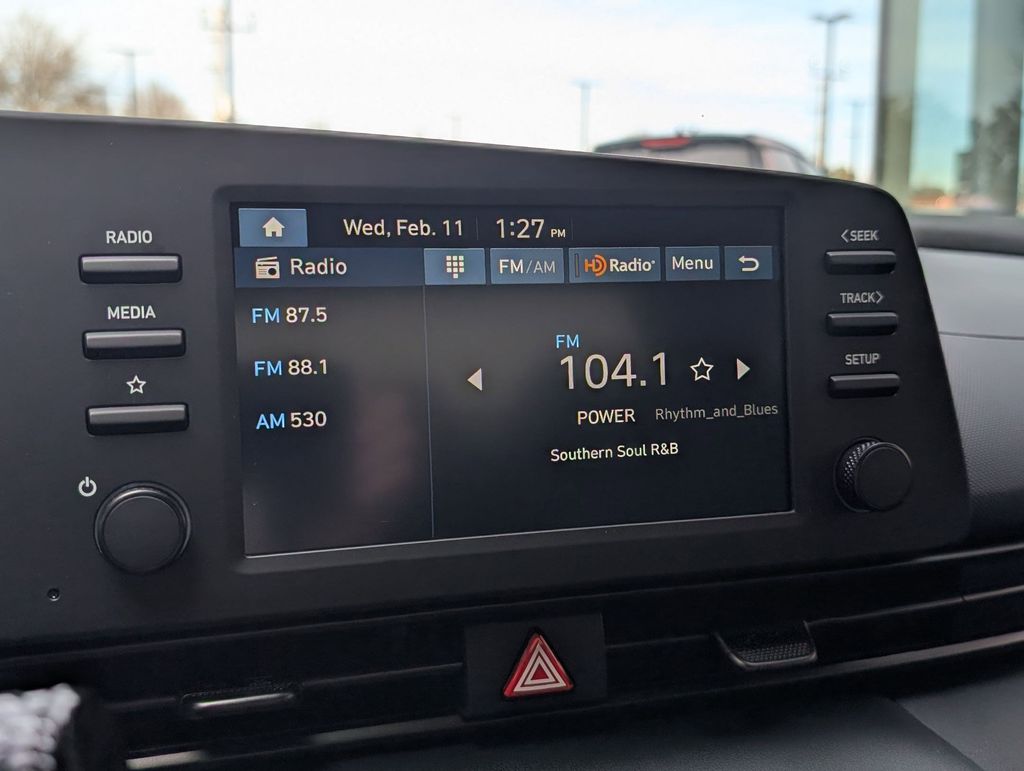 RADIO
MEDIA
Wed, Feb. 11 1:27 PM
Radio FM/AM HD Radio Menu
FM 87.5
FM 88.1
AM 530
FM
104.1
POWER Rhythm_and_Blues
Southern Soul R&B
<SEEK
TRACK>
SETUP